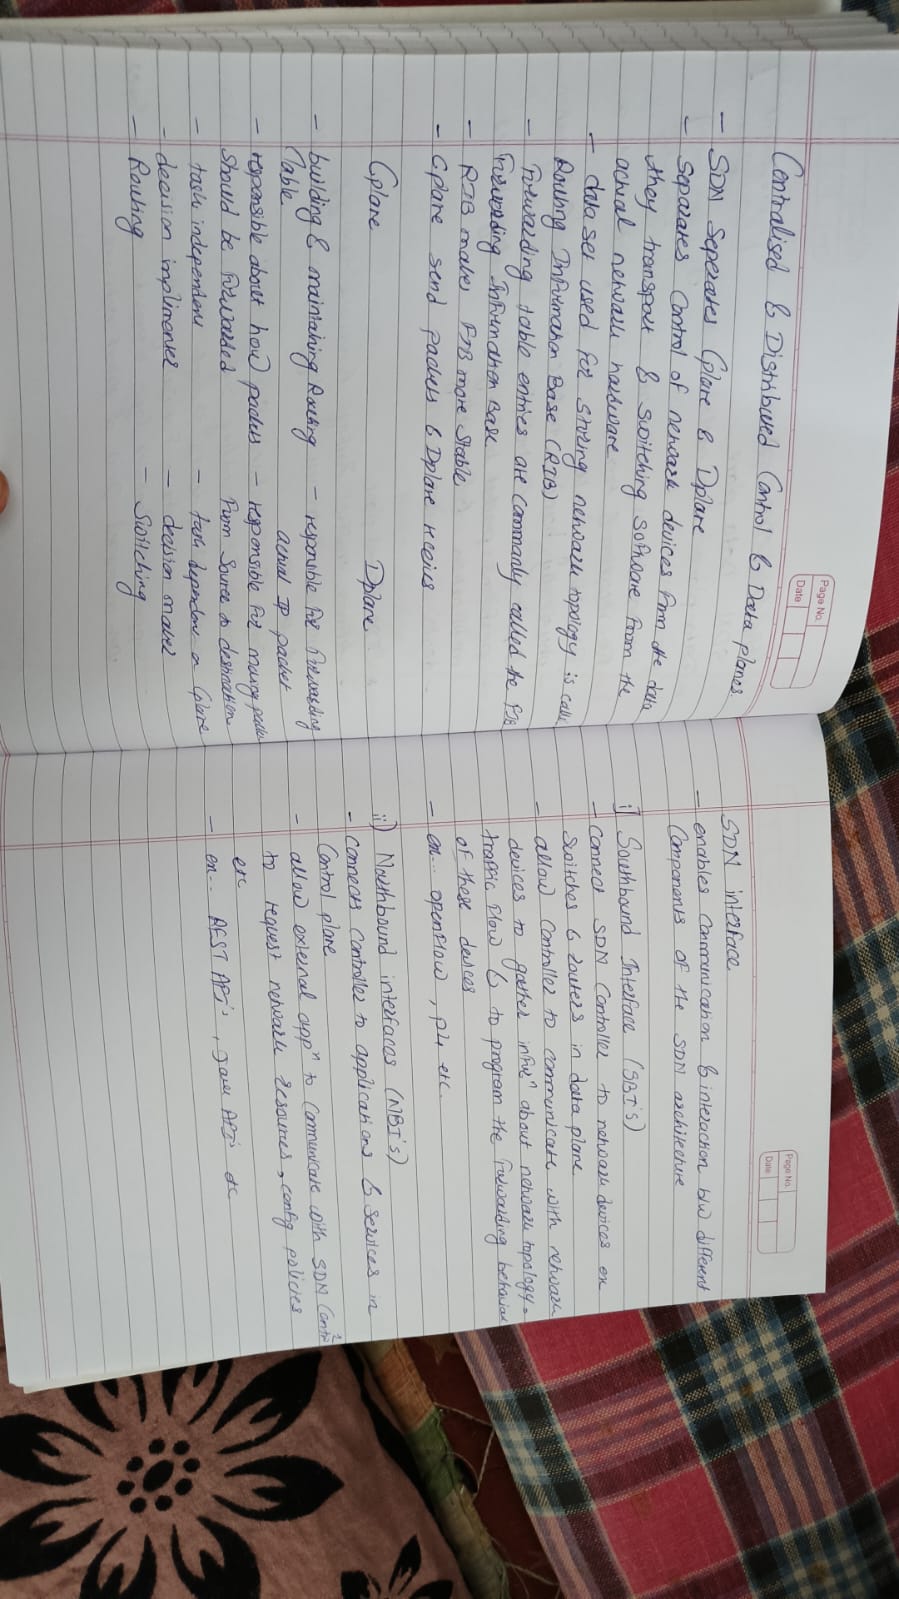 Page No.
Date
Centralised & Distributed Control & Data planes.
- SDN Seperates Cplane & Dplane
- Separates Control of network devices from the data
they transport & switching software from the
actual network hardware
- data set used for storing network topology is calle
Routing Information Base (RIB)
- Forwarding table entries are commanly called the FIB
Forwarding Information Base
- RIB makes FIB more Stable
- Cplane send packets & Dplane recieves
Cplane Dplane
- building & maintaining Routing - responsible for forwarding
Table actual IP packet
- responsible about how packets - responsible for moving packe
should be forwarded from source to destination
- task independent - task dependent on Cplane
- decision implimenter - decision maker
- Routing - Switching
Page No.
Date
SDN interface
- enables Communication & interaction b/w different
Components of the SDN architecture
i] Southbound Interface (SBI's)
- connect SDN Controller to network devices ex
switches & routers in data plane
- allow Controller to communicate with network
devices to gather inforn about network topology.
traffic flow & to program the forwarding behavior
of these devices
- ex... openflow, P4 etc.
ii) Northbound interfaces (NBI's)
- connects controller to applications & services in
Control plane
- allow external appn to communicate with SDN Contr
to request network resources, config policies
etc
- ex... REST API's, Java API's etc